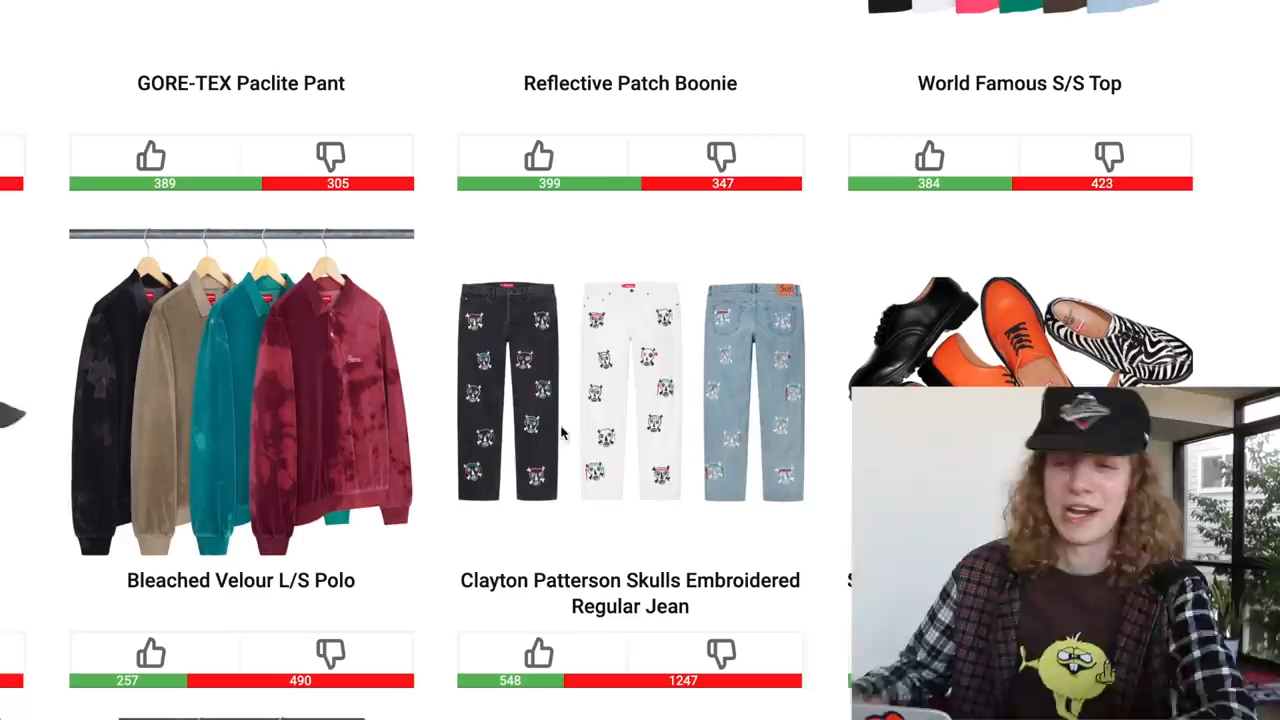 GORE-TEX Paclite Pant
Reflective Patch Boonie
World Famous S/S Top
389
305
399
347
384
423
Bleached Velour L/S Polo
Clayton Patterson Skulls Embroidered
Regular Jean
257
490
548
1247